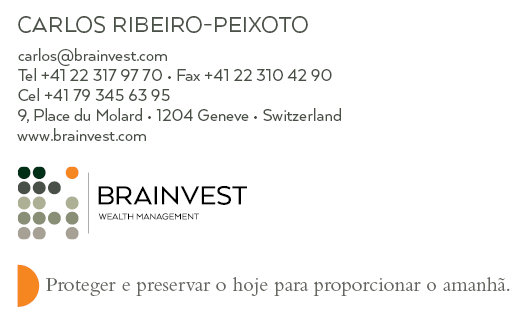 CARLOS RIBEIRO-PEIXOTO
carlos@brainvest.com
Tel +41 22 317 97 70 • Fax +41 22 310 42 90
Cel +41 79 345 63 95
9, Place du Molard • 1204 Geneve • Switzerland
www.brainvest.com
BRAINVEST
WEALTH MANAGEMENT
Proteger e preservar o hoje para proporcionar o amanhã.